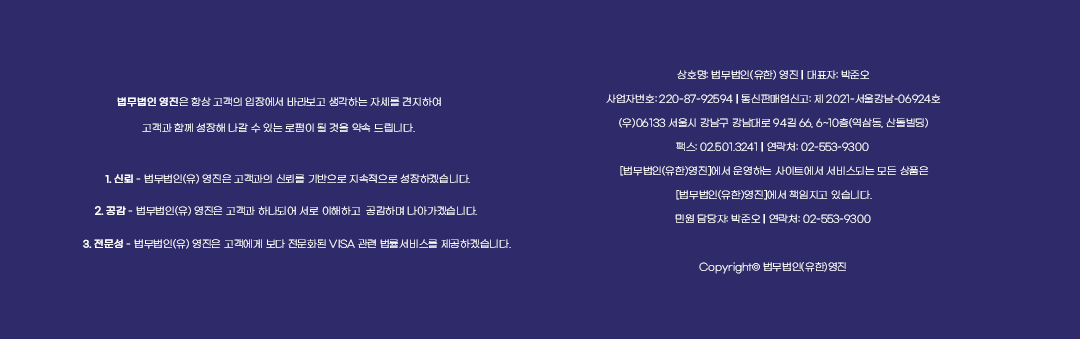 법무법인 영진은 항상 고객의 입장에서 바라보고 생각하는 자세를 견지하여
고객과 함께 성장해 나갈 수 있는 로펌이 될 것을 약속 드립니다.
1. 신뢰 - 법무법인(유) 영진은 고객과의 신뢰를 기반으로 지속적으로 성장하겠습니다.
2. 공감 - 법무법인(유) 영진은 고객과 하나되어 서로 이해하고 공감하며 나아가겠습니다.
3. 전문성 - 법무법인(유) 영진은 고객에게 보다 전문화된 VISA 관련 법률서비스를 제공하겠습니다.
상호명: 법무법인(유한) 영진 | 대표자: 박준오
사업자번호: 220-87-92594 | 통신판매업신고: 제 2021-서울강남-06924호
(우)06133 서울시 강남구 강남대로 94길 66, 6~10층(역삼동, 산돌빌딩)
팩스: 02.501.3241 | 연락처: 02-553-9300
[법무법인(유한)영진]에서 운영하는 사이트에서 서비스되는 모든 상품은
[법무법인(유한)영진]에서 책임지고 있습니다.
민원 담당자: 박준오 | 연락처: 02-553-9300
Copyright© 법무법인(유한)영진